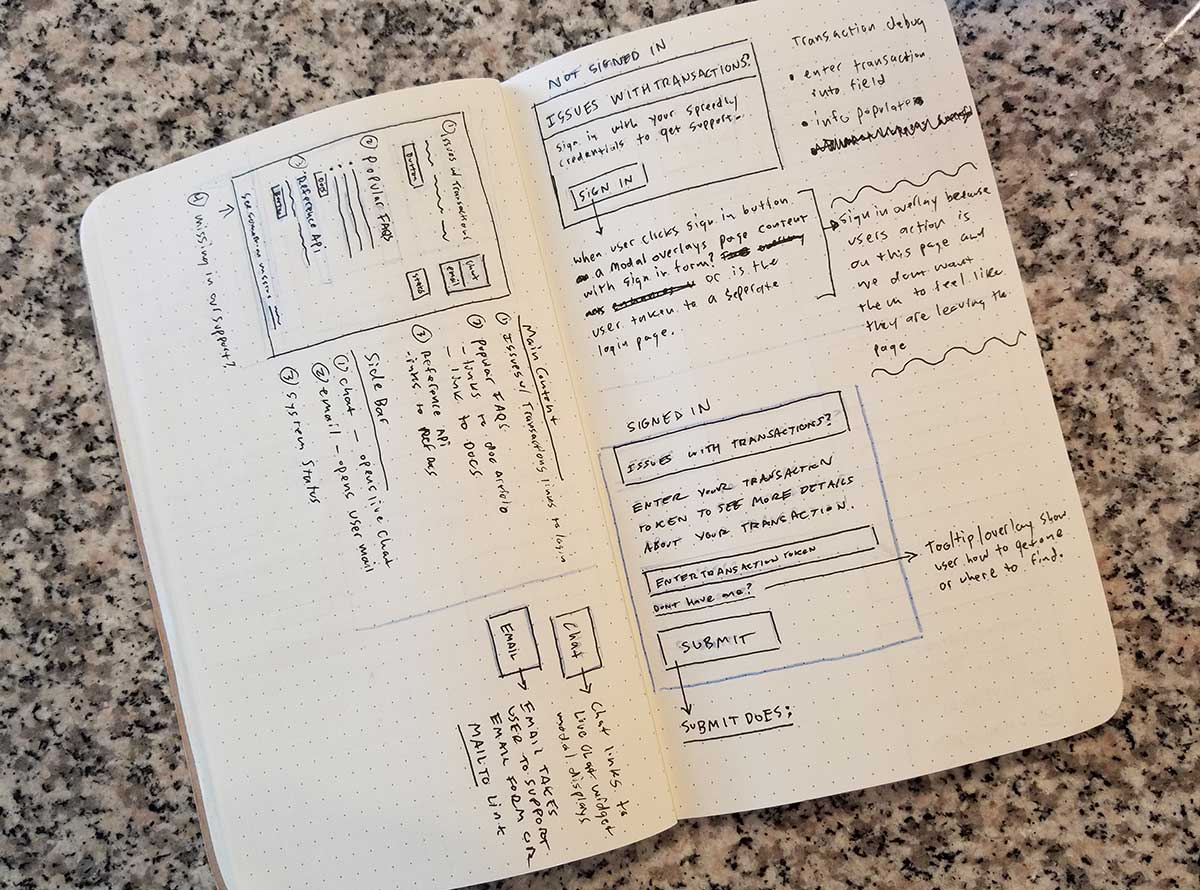 ① Issues w/ Transactions
Button
② Popular FAQs
③ Reference Api
Chat
email
④ missing in our support?
Main Content
① Issues w/ Transactions links to login
② Popular FAQs
- links to doc
- link to DOCS
③ Reference Api
Side Bar
① Chat - opens live chat
② email - opens user mail
③ System Status
Chat
Chat links to
Live Chat widget
modal displays
EMAIL
EMAIL TAKES
USER TO SUPPORT
EMAIL FORM OR
MAILTO Link
NOT SIGNED IN
ISSUES WITH TRANSACTIONS?
Sign in with your Spreedly
credentials to get support.
SIGN IN
When user clicks sign in button
a modal overlays page content
with sign in form?
or is the
user taken to a seperate
login page.
Transaction debug
• enter transaction
into field
• info populates
Sign in overlay because
users action is
on this page and
we dont want
them to feel like
they are leaving the
page
SIGNED IN
ISSUES WITH TRANSACTIONS?
ENTER YOUR TRANSACTION
TOKEN TO SEE MORE DETAILS
ABOUT YOUR TRANSACTION.
ENTER TRANSACTION TOKEN
DONT HAVE one?
SUBMIT
SUBMIT DOES:
Tooltip/overlay show
user how to get one
or where to find.